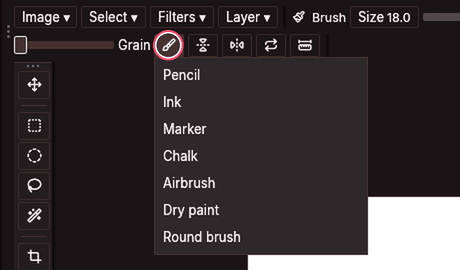 Image ▾ Select ▾ Filters ▾ Layer ▾ Brush Size 18.0
Grain
Pencil
Ink
Marker
Chalk
Airbrush
Dry paint
Round brush